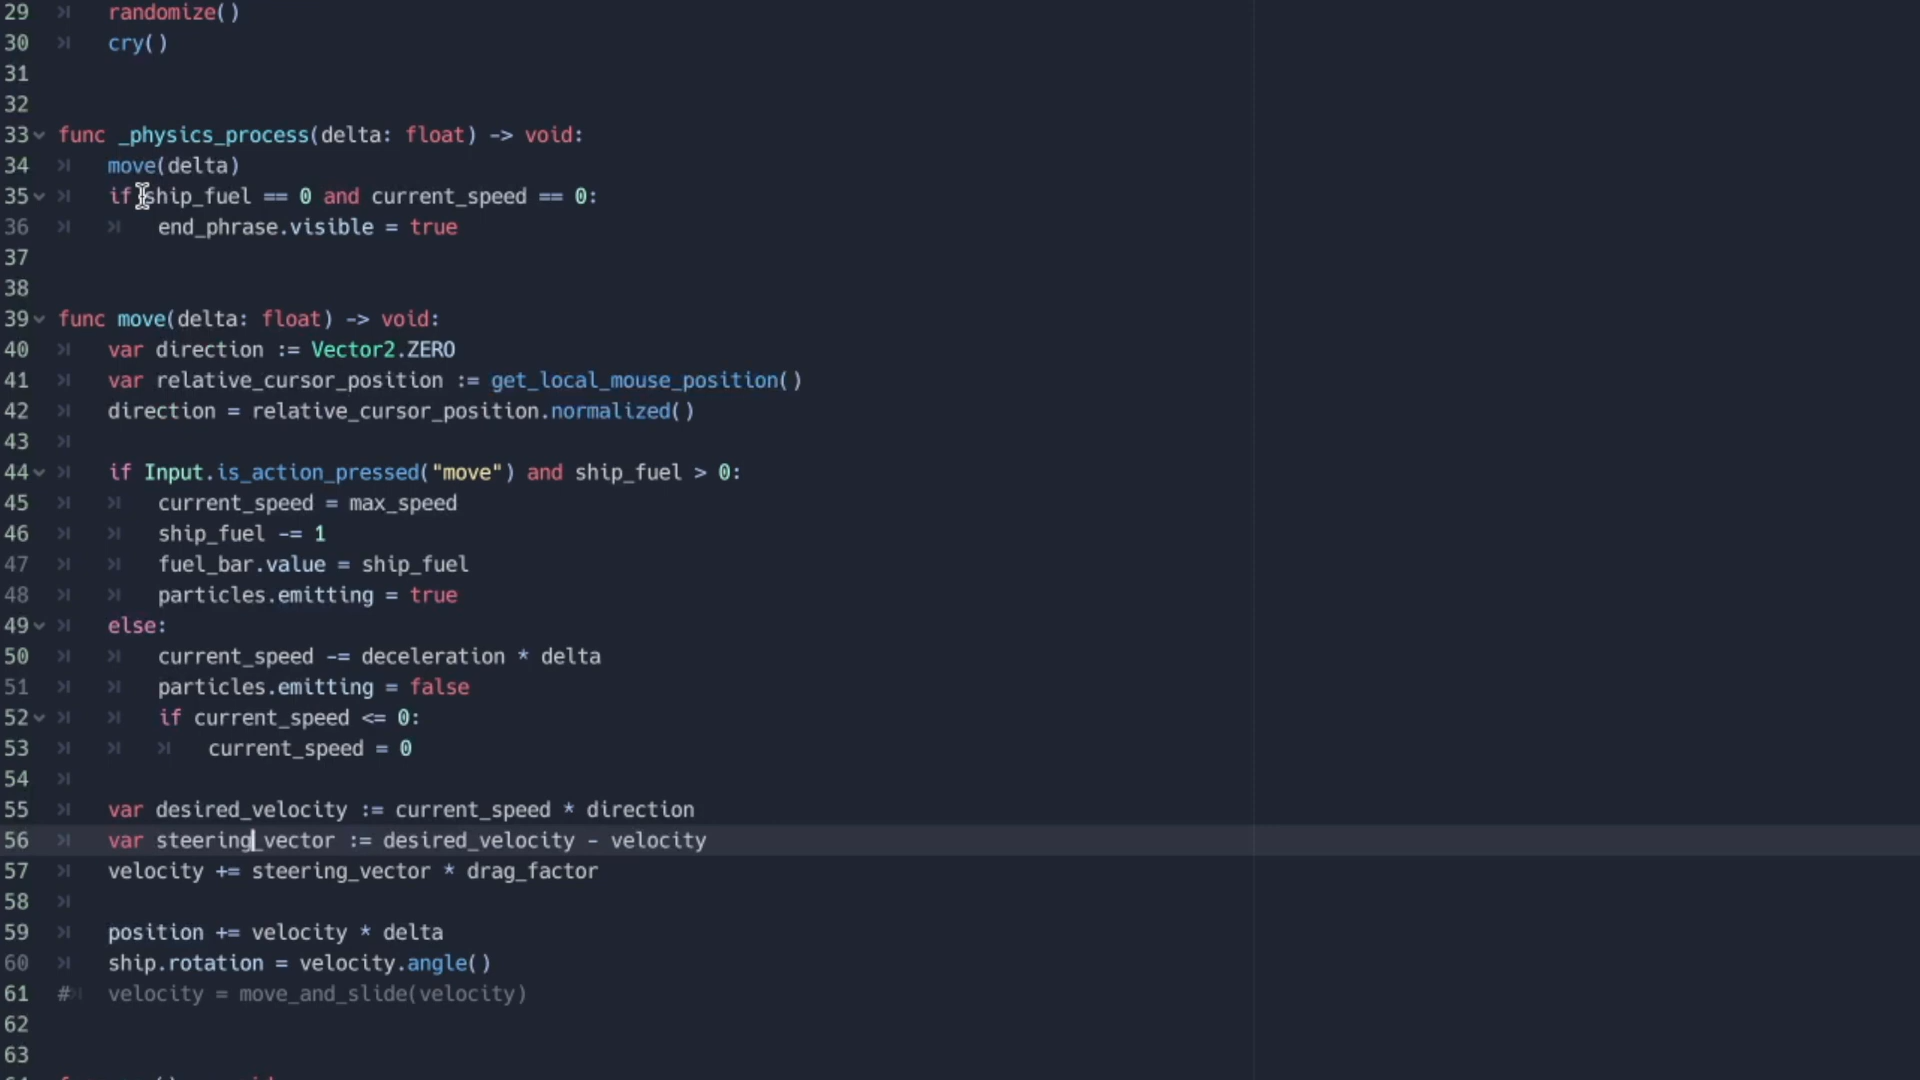 29 randomize()
30 cry()
31
32
33 func _physics_process(delta: float) -> void:
34 move(delta)
35 if ship_fuel == 0 and current_speed == 0:
36 end_phrase.visible = true
37
38
39 func move(delta: float) -> void:
40 var direction := Vector2.ZERO
41 var relative_cursor_position := get_local_mouse_position()
42 direction = relative_cursor_position.normalized()
43
44 if Input.is_action_pressed("move") and ship_fuel > 0:
45 current_speed = max_speed
46 ship_fuel -= 1
47 fuel_bar.value = ship_fuel
48 particles.emitting = true
49 else:
50 current_speed -= deceleration * delta
51 particles.emitting = false
52 if current_speed <= 0:
53 current_speed = 0
54
55 var desired_velocity := current_speed * direction
56 var steering_vector := desired_velocity - velocity
57 velocity += steering_vector * drag_factor
58
59 position += velocity * delta
60 ship.rotation = velocity.angle()
61 # velocity = move_and_slide(velocity)
62
63